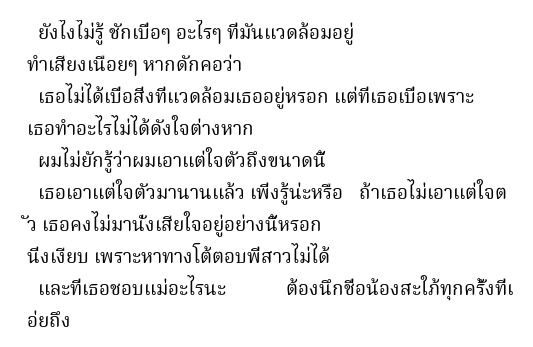 ยังไงไม่รู้ ชักเบือๆ อะไรๆ ทีมันแวดล้อมอยู่
ทำเสียงเนือยๆ หากดักคอว่า
เธอไม่ได้เบือสิงทีแวดล้อมเธออยู่หรอก แต่ทีเธอเบือเพราะ
เธอทำอะไรไม่ได้ดังใจต่างหาก
ผมไม่ยักรู้ว่าผมเอาแต่ใจตัวถึงขนาดนี้
เธอเอาแต่ใจตัวมานานแล้ว เพิงรู้น่ะหรือ ถ้าเธอไม่เอาแต่ใจต
ัว เธอคงไม่มานั่งเสียใจอยู่อย่างนี้หรอก
นิงเงียบ เพราะหาทางโต้ตอบพีสาวไม่ได้
และทีเธอชอบแม่อะไรนะ ต้องนึกชือน้องสะใภ้ทุกครั้งทีเ
อ่ยถึง